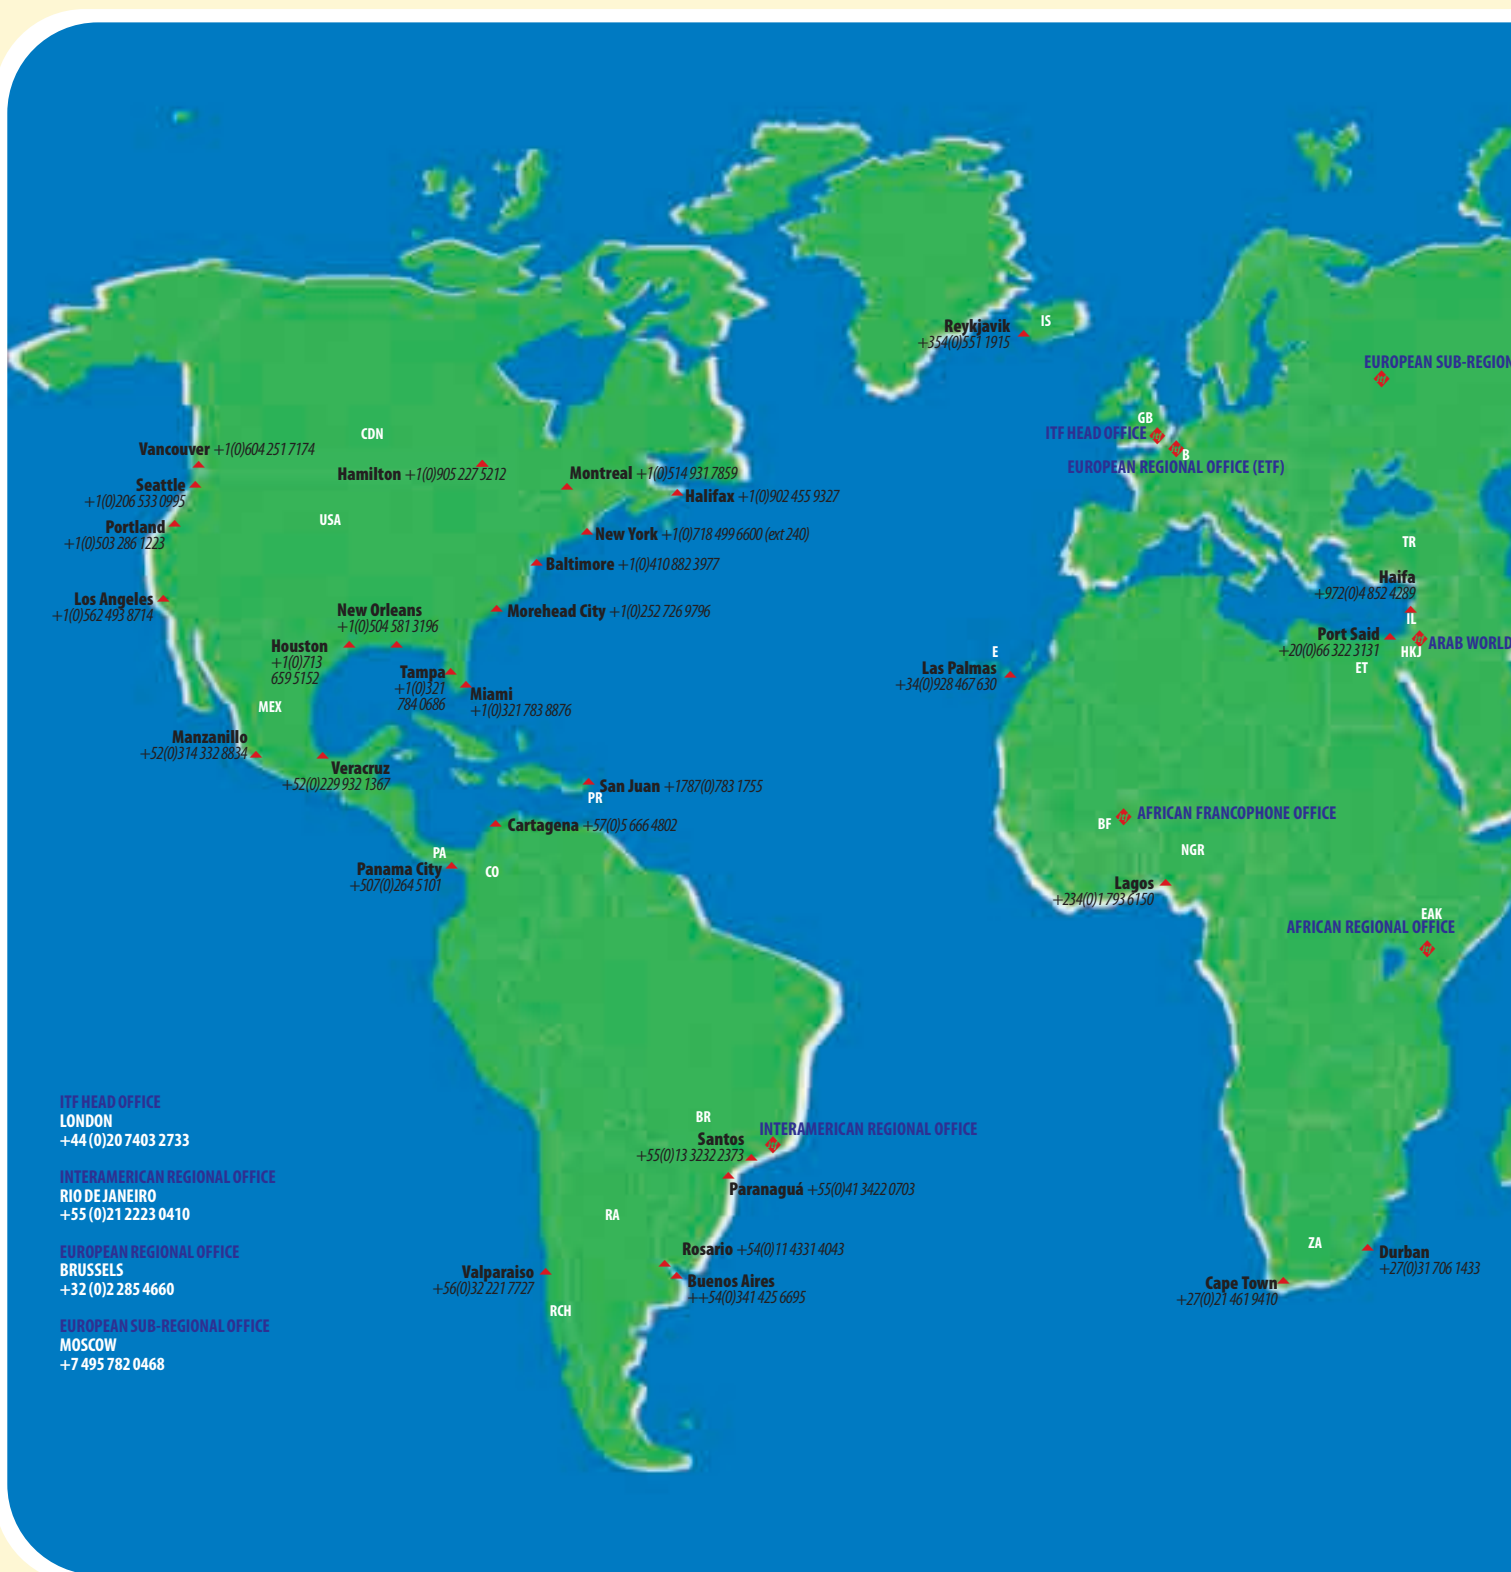 Reykjavik
+354(0)551 1915
IS
EUROPEAN SUB-REGION
GB
ITF HEAD OFFICE
B
EUROPEAN REGIONAL OFFICE (ETF)
CDN
Vancouver +1(0)604 251 7174
Hamilton +1(0)905 227 5212
Montreal +1(0)514 931 7859
Seattle
+1(0)206 533 0995
Halifax +1(0)902 455 9327
USA
Portland
+1(0)503 286 1223
New York +1(0)718 499 6600 (ext 240)
Baltimore +1(0)410 882 3977
Los Angeles
+1(0)562 493 8714
New Orleans
+1(0)504 581 3196
Morehead City +1(0)252 726 9796
Houston
+1(0)713
659 5152
Tampa
+1(0)321
784 0686
Miami
+1(0)321 783 8876
MEX
Manzanillo
+52(0)314 332 8834
Veracruz
+52(0)229 932 1367
San Juan +1787(0)783 1755
PR
Cartagena +57(0)5 666 4802
PA
Panama City
+507(0)264 5101
CO
TR
Haifa
+972(0)4 852 4289
IL
Port Said
+20(0)66 322 3131
ARAB WORLD
HKJ
ET
E
Las Palmas
+34(0)928 467 630
BF
AFRICAN FRANCOPHONE OFFICE
NGR
Lagos
+234(0)1 793 6150
EAK
AFRICAN REGIONAL OFFICE
BR
INTERAMERICAN REGIONAL OFFICE
Santos
+55(0)13 3232 2373
Paranaguá +55(0)41 3422 0703
RA
Rosario +54(0)11 4331 4043
Valparaiso
+56(0)32 221 7727
Buenos Aires
++54(0)341 425 6695
RCH
ZA
Durban
+27(0)31 706 1433
Cape Town
+27(0)21 461 9410
ITF HEAD OFFICE
LONDON
+44 (0)20 7403 2733
INTERAMERICAN REGIONAL OFFICE
RIO DE JANEIRO
+55 (0)21 2223 0410
EUROPEAN REGIONAL OFFICE
BRUSSELS
+32 (0)2 285 4660
EUROPEAN SUB-REGIONAL OFFICE
MOSCOW
+7 495 782 0468